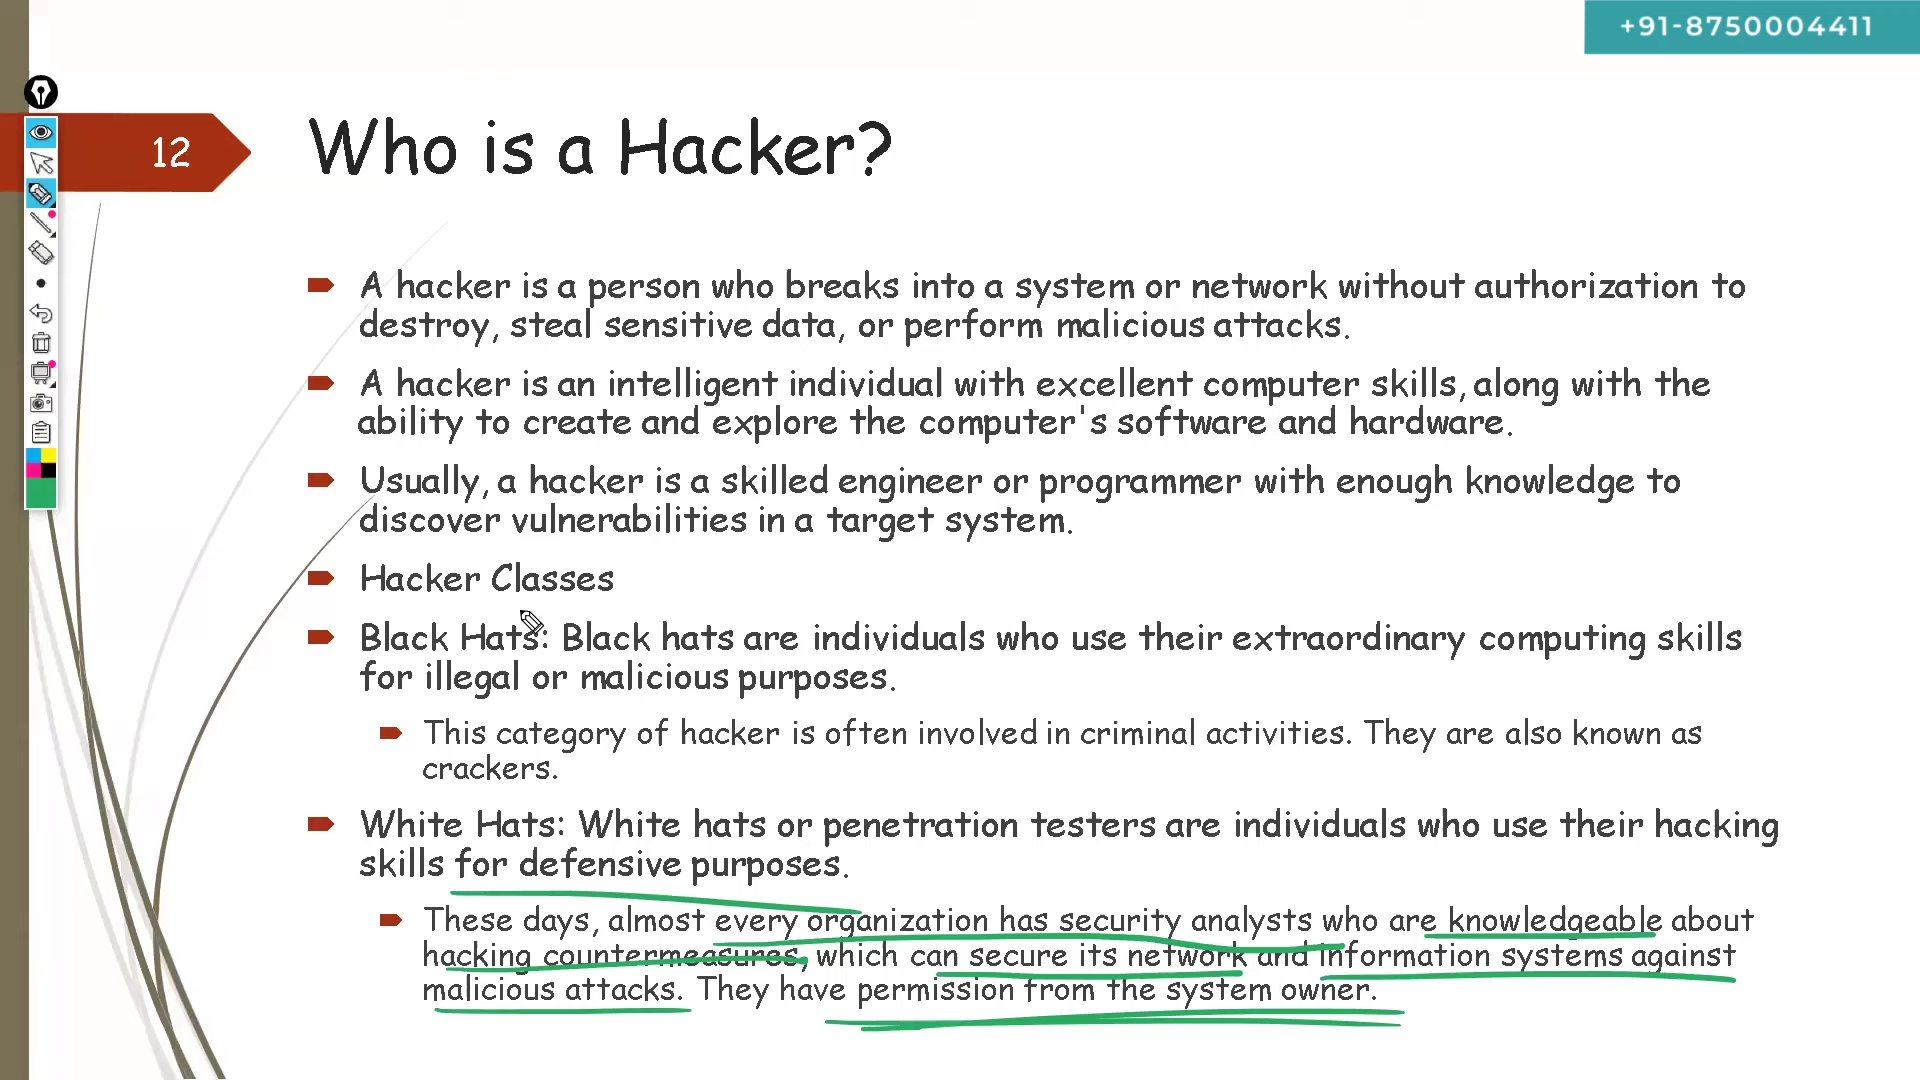 +91-8750004411
12
Who is a Hacker?
A hacker is a person who breaks into a system or network without authorization to
destroy, steal sensitive data, or perform malicious attacks.
A hacker is an intelligent individual with excellent computer skills, along with the
ability to create and explore the computer's software and hardware.
Usually, a hacker is a skilled engineer or programmer with enough knowledge to
discover vulnerabilities in a target system.
Hacker Classes
Black Hats: Black hats are individuals who use their extraordinary computing skills
for illegal or malicious purposes.
This category of hacker is often involved in criminal activities. They are also known as
crackers.
White Hats: White hats or penetration testers are individuals who use their hacking
skills for defensive purposes.
These days, almost every organization has security analysts who are knowledgeable about
hacking countermeasures, which can secure its network and information systems against
malicious attacks. They have permission from the system owner.